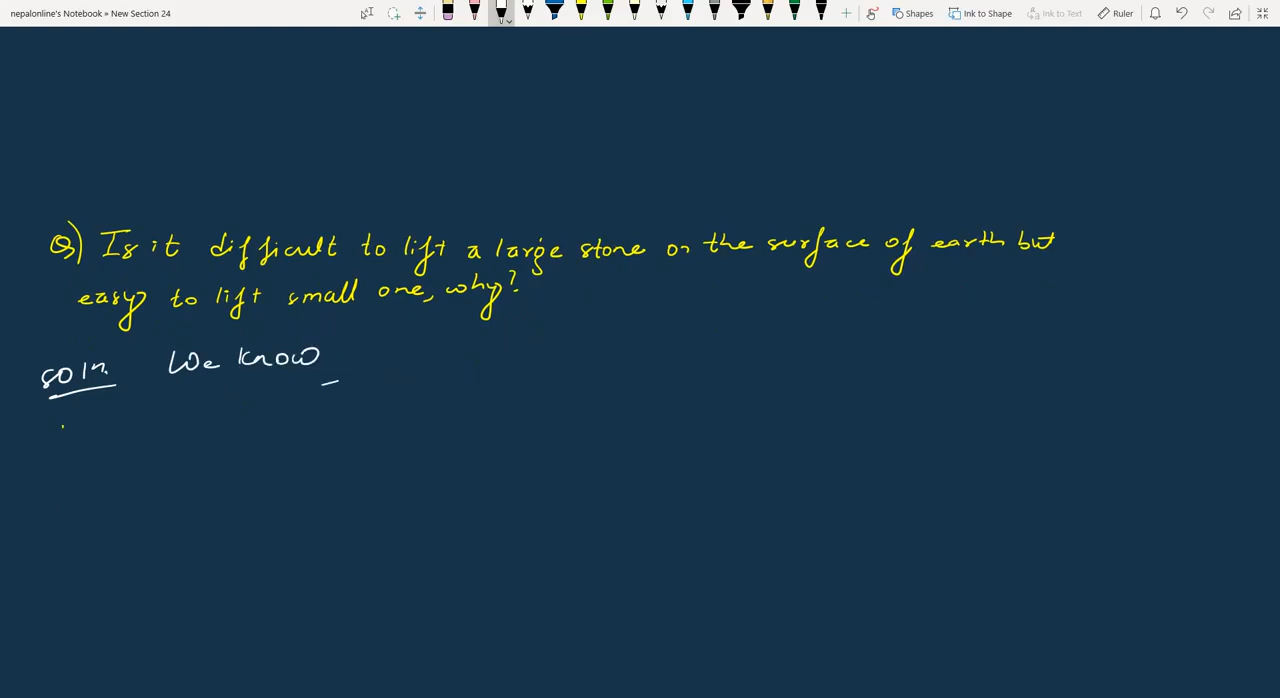 nepalonline's Notebook » New Section 24
Shapes Ink to Shape Ink to Text Ruler
Q) Is it difficult to lift a large stone on the surface of earth but
easy to lift small one, why?
soln. We know